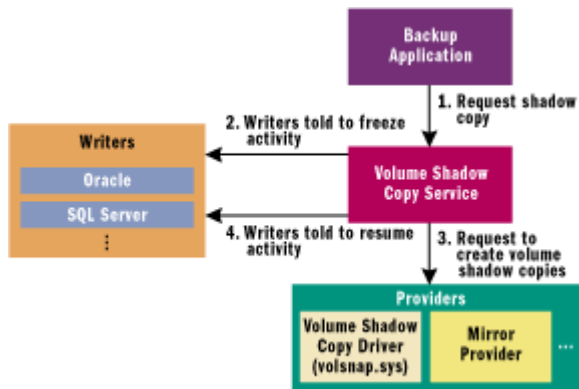 Backup
Application
1. Request shadow
copy
2. Writers told to freeze
activity
Writers
Oracle
SQL Server
Volume Shadow
Copy Service
4. Writers told to resume
activity
3. Request to
create volume
shadow copies
Providers
Volume Shadow
Copy Driver
(volsnap.sys)
Mirror
Provider
...